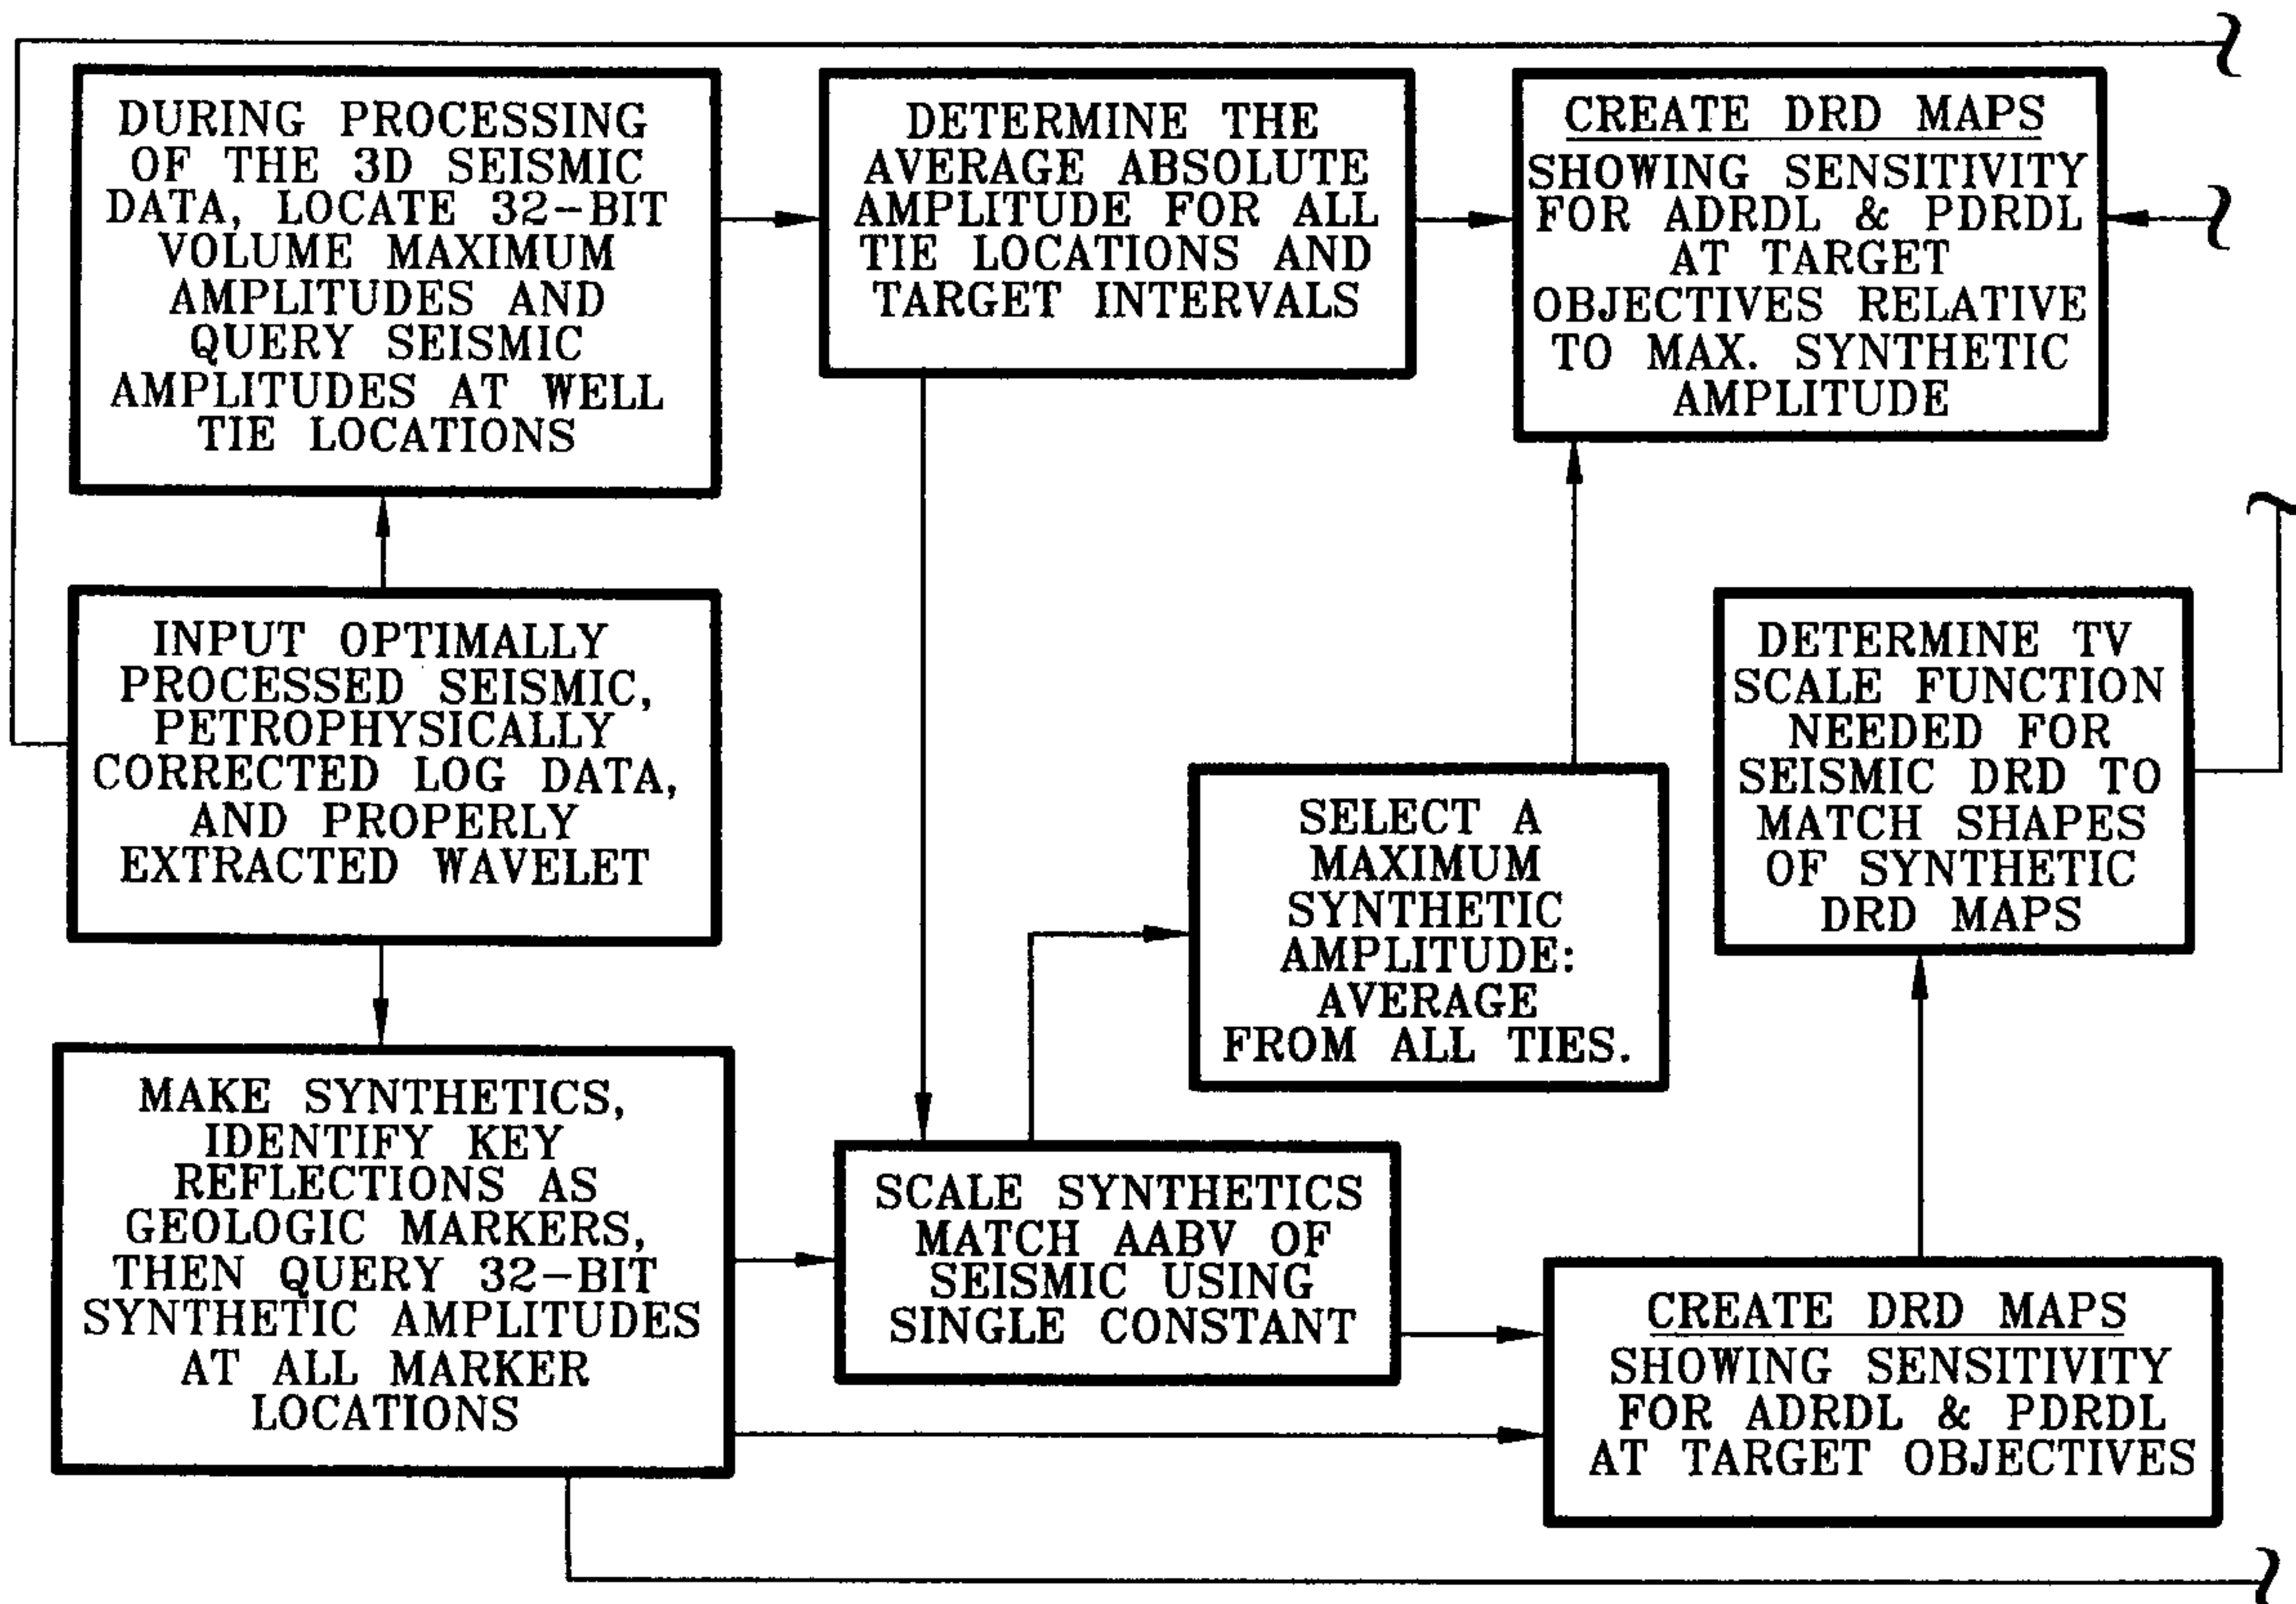 DURING PROCESSING
OF THE 3D SEISMIC
DATA, LOCATE 32-BIT
VOLUME MAXIMUM
AMPLITUDES AND
QUERY SEISMIC
AMPLITUDES AT WELL
TIE LOCATIONS
DETERMINE THE
AVERAGE ABSOLUTE
AMPLITUDE FOR ALL
TIE LOCATIONS AND
TARGET INTERVALS
CREATE DRD MAPS
SHOWING SENSITIVITY
FOR ADRDL & PDRDL
AT TARGET
OBJECTIVES RELATIVE
TO MAX. SYNTHETIC
AMPLITUDE
INPUT OPTIMALLY
PROCESSED SEISMIC,
PETROPHYSICALLY
CORRECTED LOG DATA,
AND PROPERLY
EXTRACTED WAVELET
SELECT A
MAXIMUM
SYNTHETIC
AMPLITUDE:
AVERAGE
FROM ALL TIES.
DETERMINE TV
SCALE FUNCTION
NEEDED FOR
SEISMIC DRD TO
MATCH SHAPES
OF SYNTHETIC
DRD MAPS
MAKE SYNTHETICS,
IDENTIFY KEY
REFLECTIONS AS
GEOLOGIC MARKERS,
THEN QUERY 32-BIT
SYNTHETIC AMPLITUDES
AT ALL MARKER
LOCATIONS
SCALE SYNTHETICS
MATCH AABV OF
SEISMIC USING
SINGLE CONSTANT
CREATE DRD MAPS
SHOWING SENSITIVITY
FOR ADRDL & PDRDL
AT TARGET OBJECTIVES